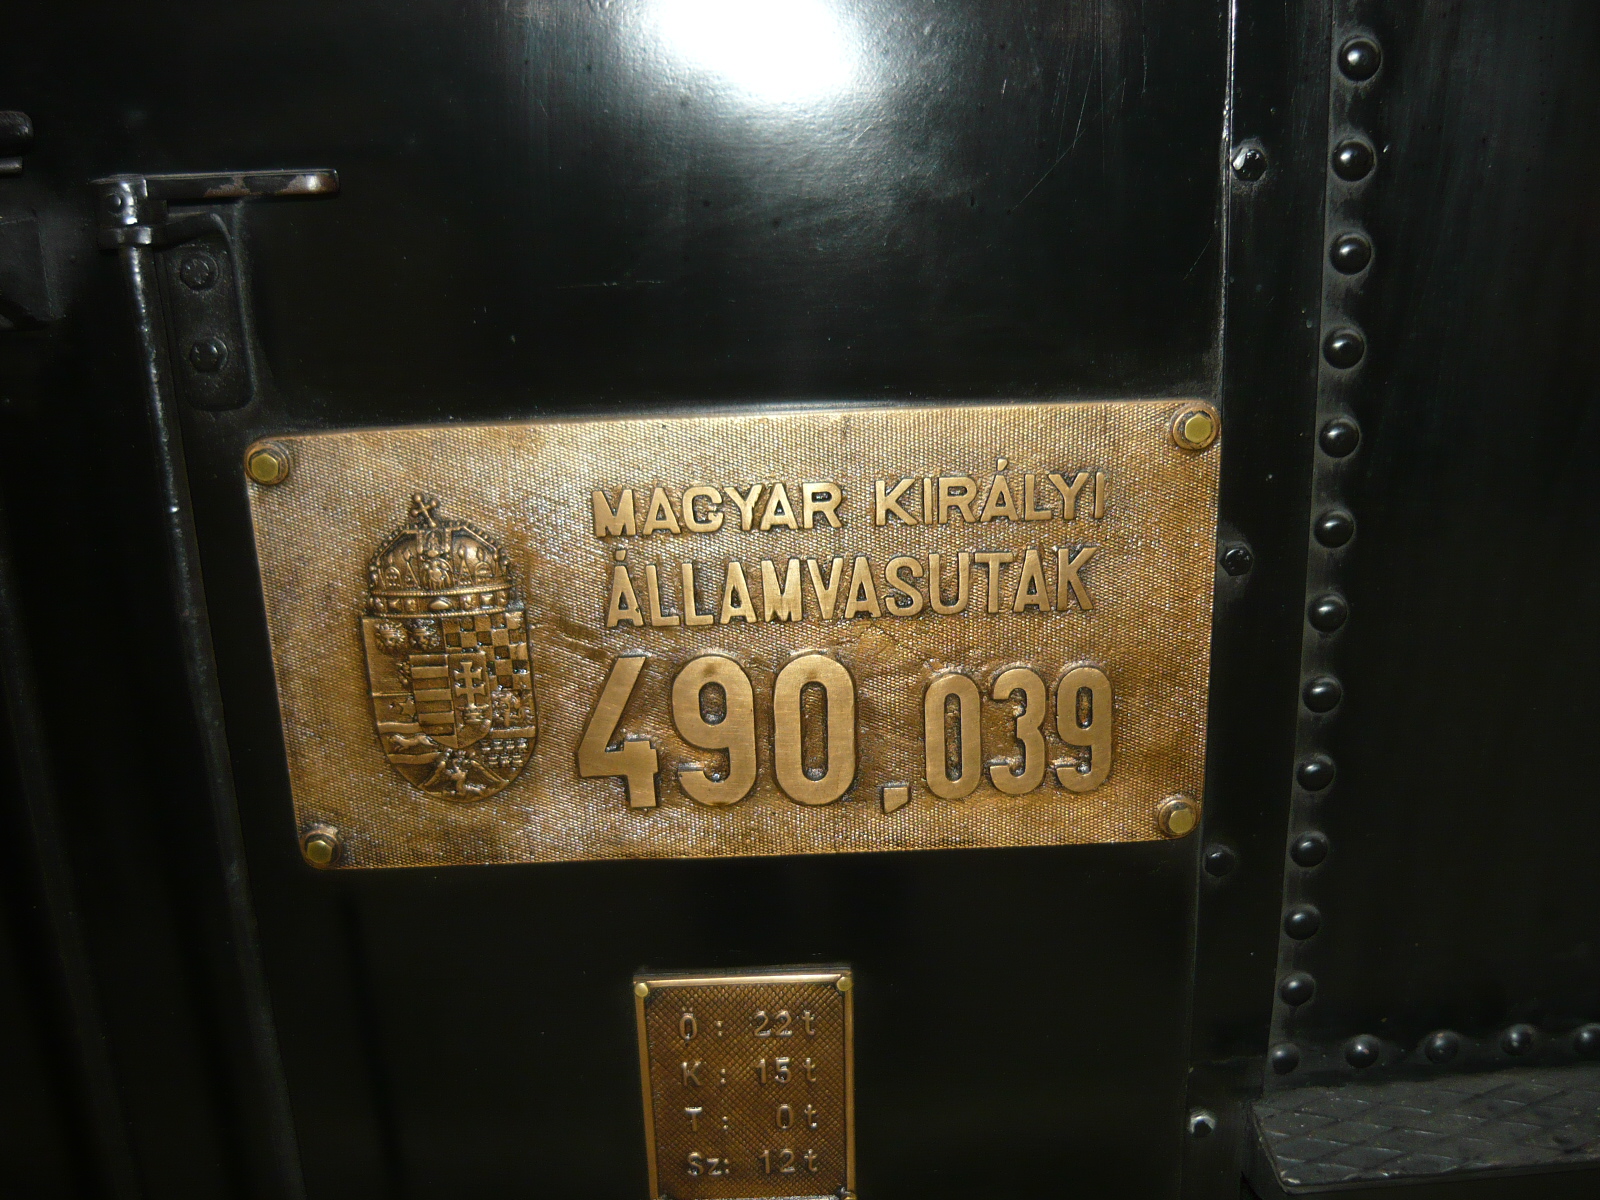 MAGYAR KIRÁLYI
ÁLLAMVASUTAK
490,039
Ö: 22t
K: 15t
T: 0t
Sz: 12t